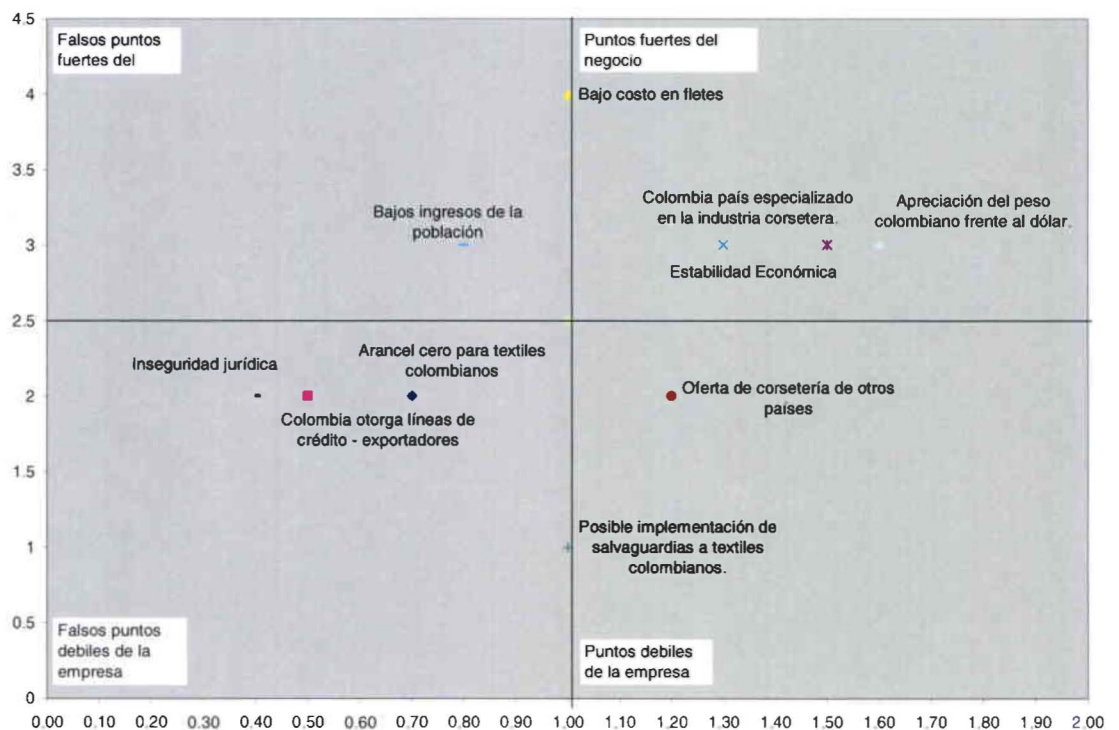 4.5
Falsos puntos
fuertes del
Puntos fuertes del
negocio
4
Bajo costo en fletes
3.5
Bajos ingresos de la
población
Colombia país especializado
en la industria corsetera.
Apreciación del peso
colombiano frente al dólar.
3
Estabilidad Económica
2.5
Inseguridad jurídica
Arancel cero para textiles
colombianos
2
Colombia otorga líneas de
crédito - exportadores
Oferta de corsetería de otros
países
1.5
1
Posible implementación de
salvaguardias a textiles
colombianos.
0.5
Falsos puntos
debiles de la
empresa
Puntos debiles
de la empresa
0
0.00 0.10 0.20 0.30 0.40 0.50 0.60 0.70 0.80 0.90 1.00 1.10 1.20 1.30 1.40 1.50 1.60 1.70 1.80 1.90 2.00